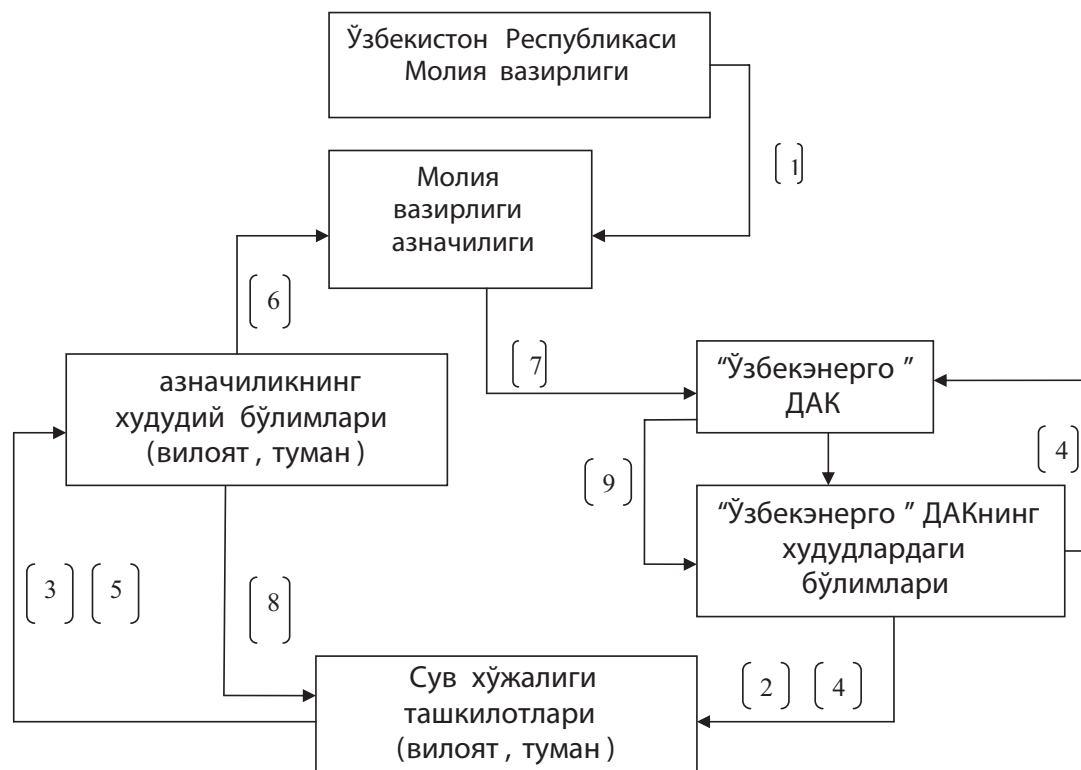 Ўзбекистон Республикаси
Молия вазирлиги
( 1)
Молия
вазирлиги
азначилиги
( 6 )
( 7 )
азначиликнинг
худудий бўлимлари
(вилоят , туман )
“Ўзбекэнерго ”
ДАК
( 4 )
( 9 )
“Ўзбекэнерго ” ДАКнинг
худудлардаги
бўлимлари
( 3 ) ( 5 )
( 8 )
Сув хўжалиги
ташкилотлари
(вилоят , туман )
( 2 ) ( 4 )